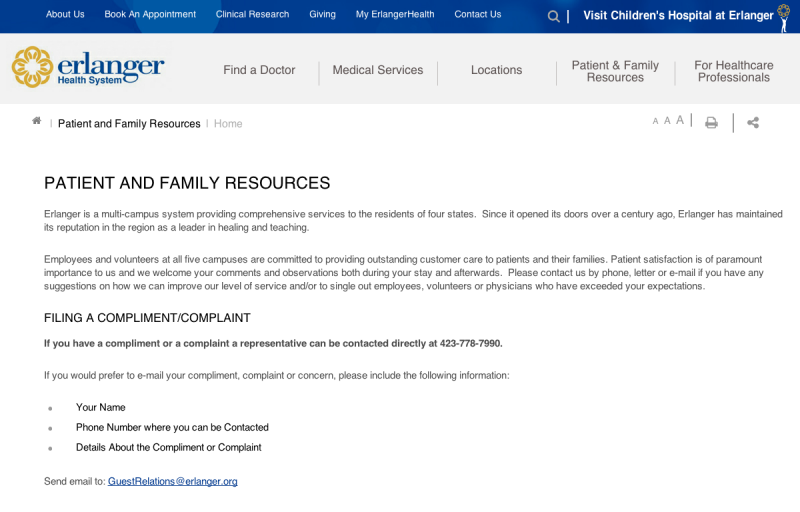 About Us Book An Appointment Clinical Research Giving My ErlangerHealth Contact Us | Visit Children's Hospital at Erlanger
erlanger
Health System
Find a Doctor
Medical Services
Locations
Patient & Family
Resources
For Healthcare
Professionals
| Patient and Family Resources | Home
A A A | |
PATIENT AND FAMILY RESOURCES
Erlanger is a multi-campus system providing comprehensive services to the residents of four states. Since it opened its doors over a century ago, Erlanger has maintained
its reputation in the region as a leader in healing and teaching.
Employees and volunteers at all five campuses are committed to providing outstanding customer care to patients and their families. Patient satisfaction is of paramount
importance to us and we welcome your comments and observations both during your stay and afterwards. Please contact us by phone, letter or e-mail if you have any
suggestions on how we can improve our level of service and/or to single out employees, volunteers or physicians who have exceeded your expectations.
FILING A COMPLIMENT/COMPLAINT
If you have a compliment or a complaint a representative can be contacted directly at 423-778-7990.
If you would prefer to e-mail your compliment, complaint or concern, please include the following information:
• Your Name
• Phone Number where you can be Contacted
• Details About the Compliment or Complaint
Send email to: GuestRelations@erlanger.org